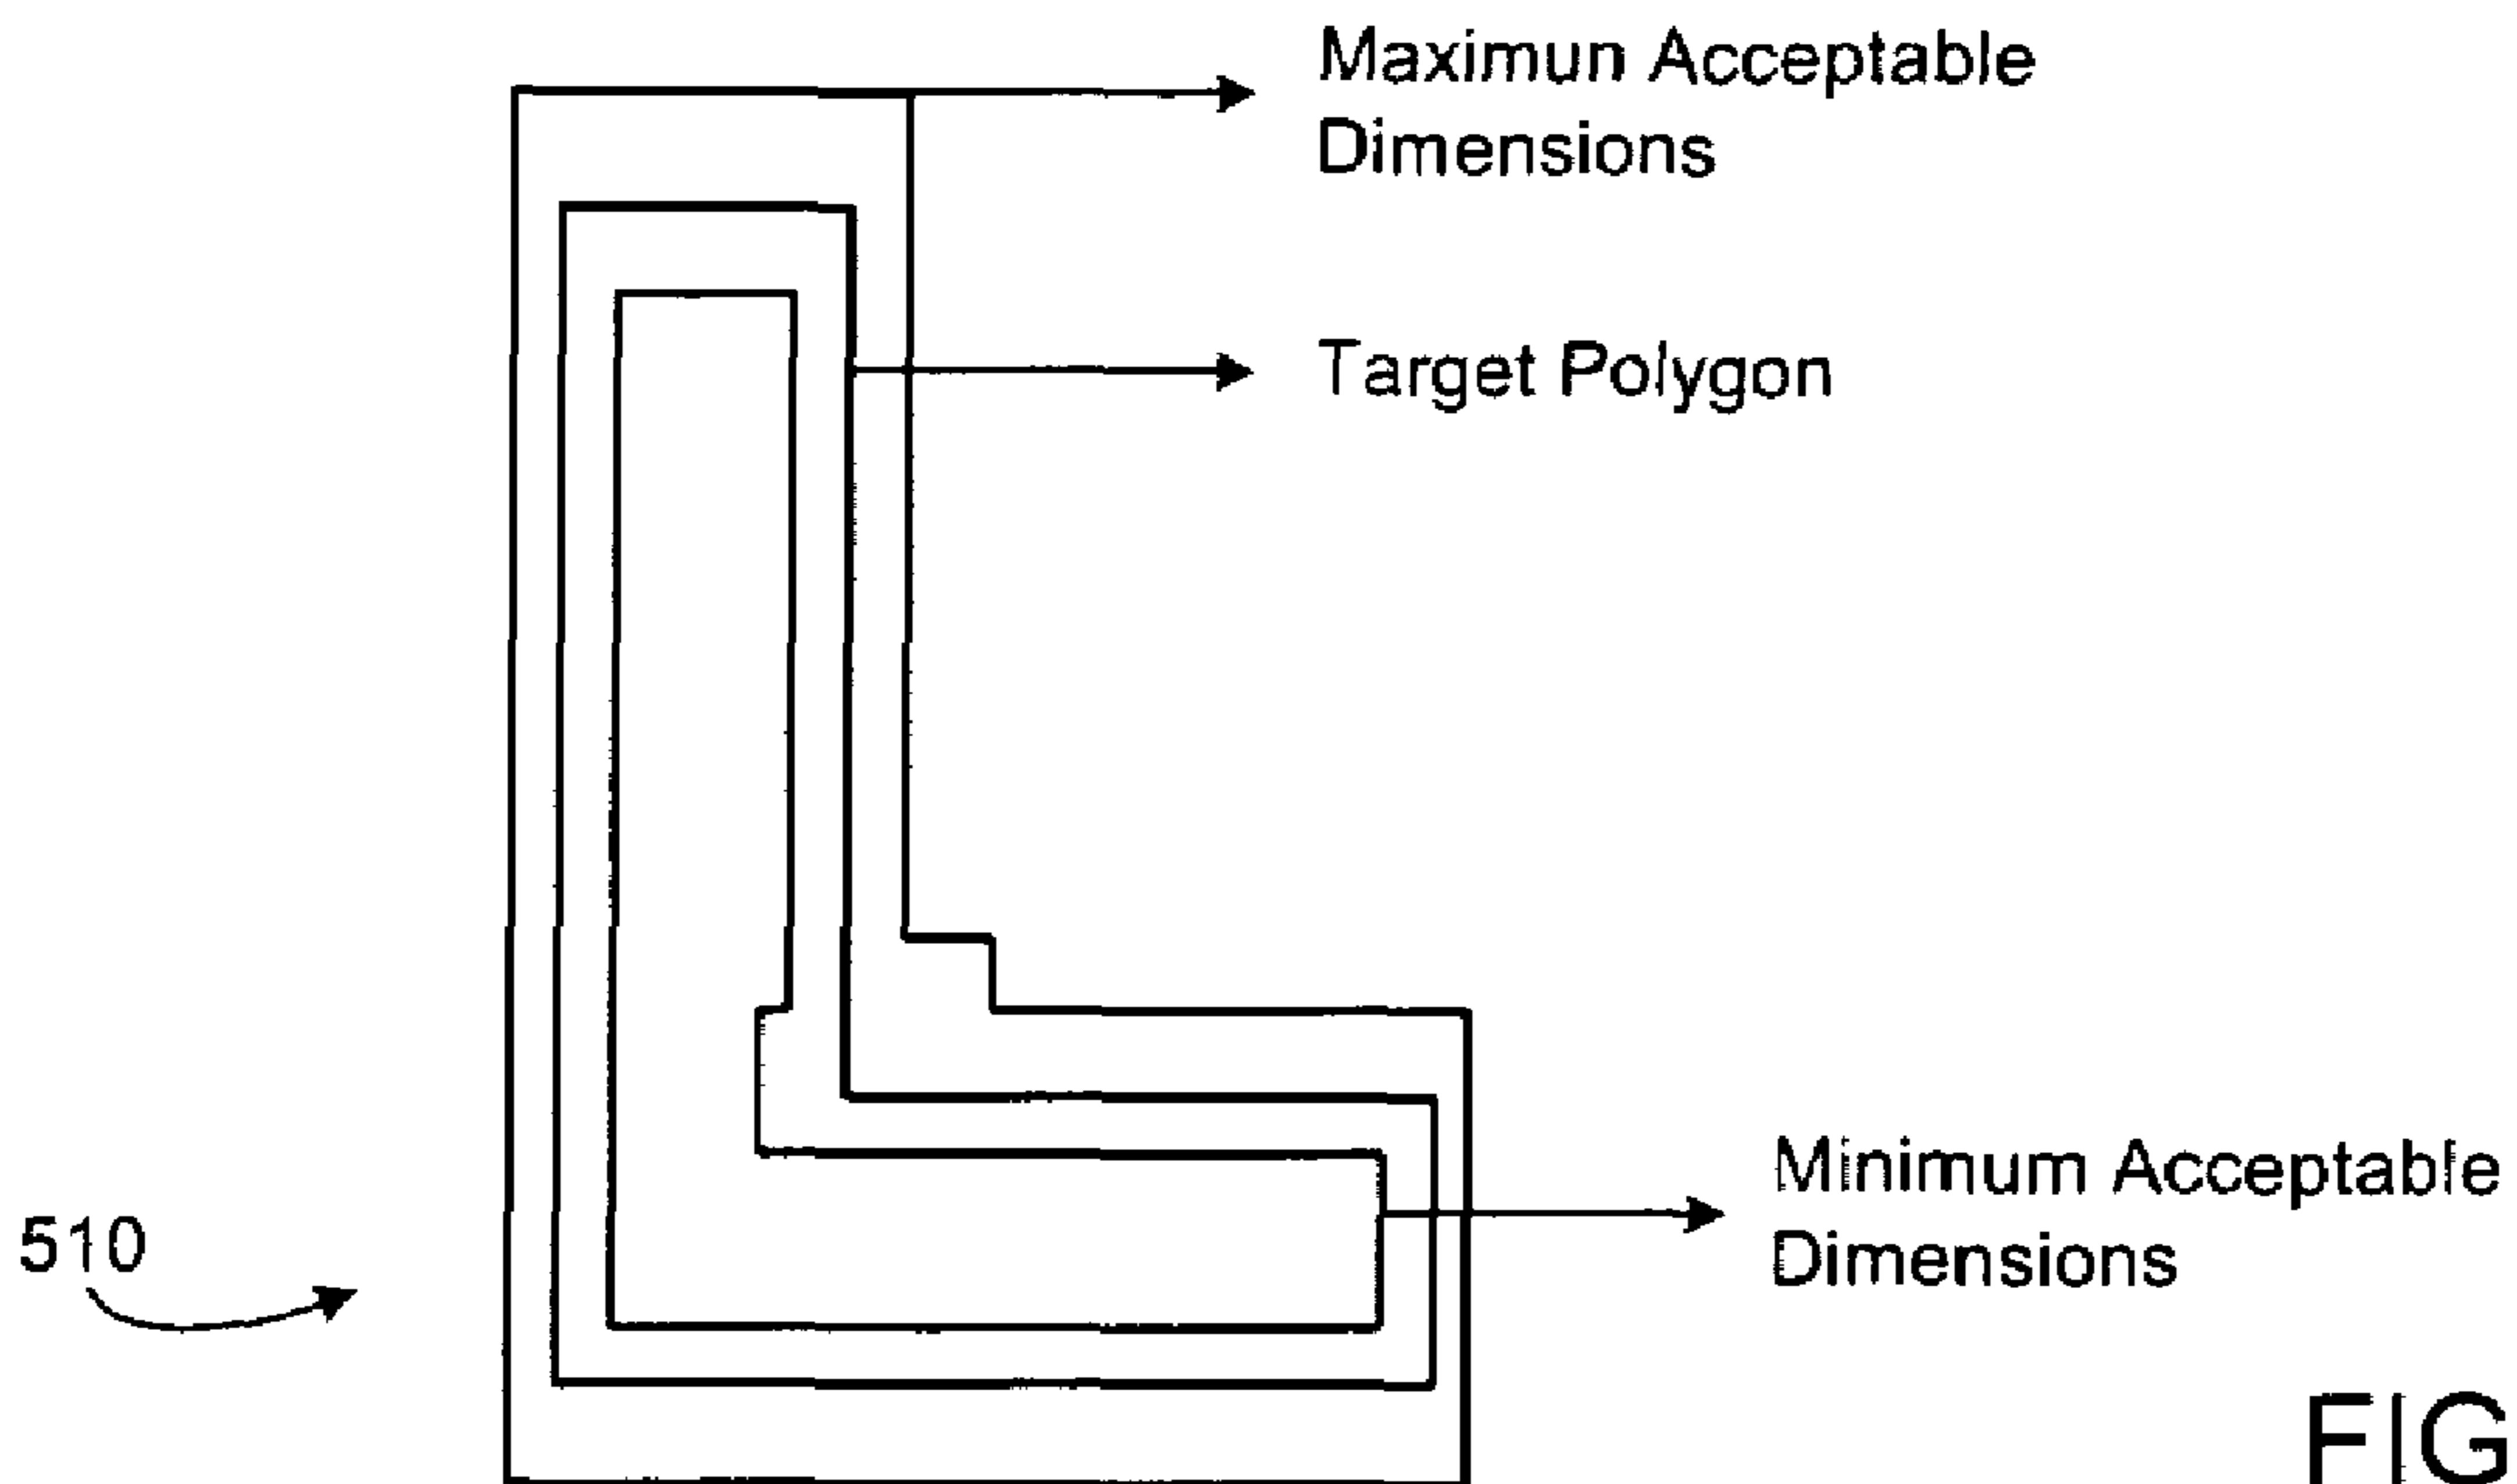 Maximun Acceptable
Dimensions
Target Polygon
Minimum Acceptable
Dimensions
510
FIG